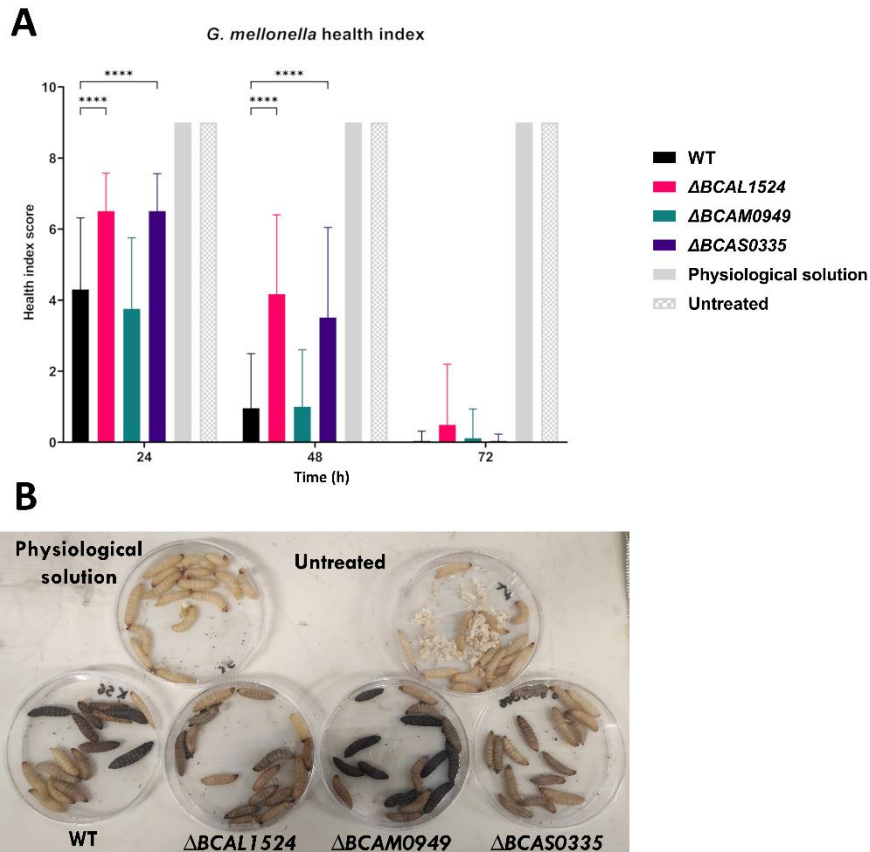 A
G. mellonella health index
****
****
****
****
10
8
6
4
2
0
Health index score
24
48
72
Time (h)
WT
ΔBCAL1524
ΔBCAM0949
ΔBCAS0335
Physiological solution
Untreated
B
Physiological
solution
Untreated
K56
WT
ΔBCAL1524
ΔBCAM0949
ΔBCAS0335